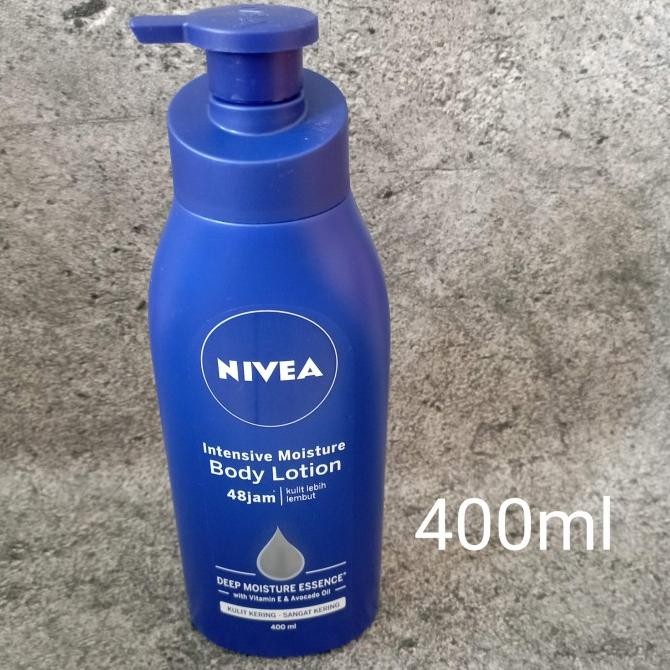 NIVEA
Intensive Moisture
Body Lotion
48jam* | kulit lebih
lembut
DEEP MOISTURE ESSENCE*
with Vitamin E & Avocado Oil
KULIT KERING - SANGAT KERING
400 ml
400ml